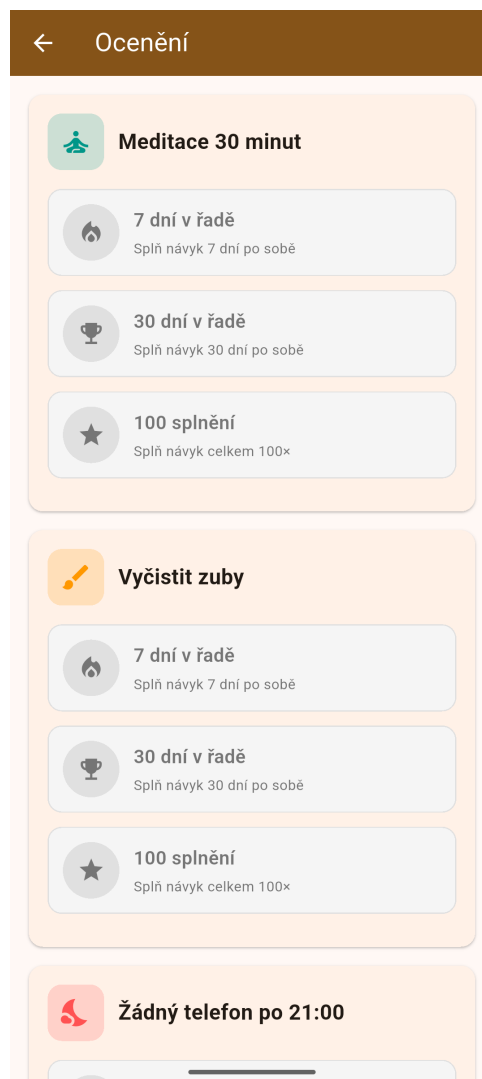 Ocenění
Meditace 30 minut
7 dní v řadě
Splň návyk 7 dní po sobě
30 dní v řadě
Splň návyk 30 dní po sobě
100 splnění
Splň návyk celkem 100×
Vyčistit zuby
7 dní v řadě
Splň návyk 7 dní po sobě
30 dní v řadě
Splň návyk 30 dní po sobě
100 splnění
Splň návyk celkem 100×
Žádný telefon po 21:00